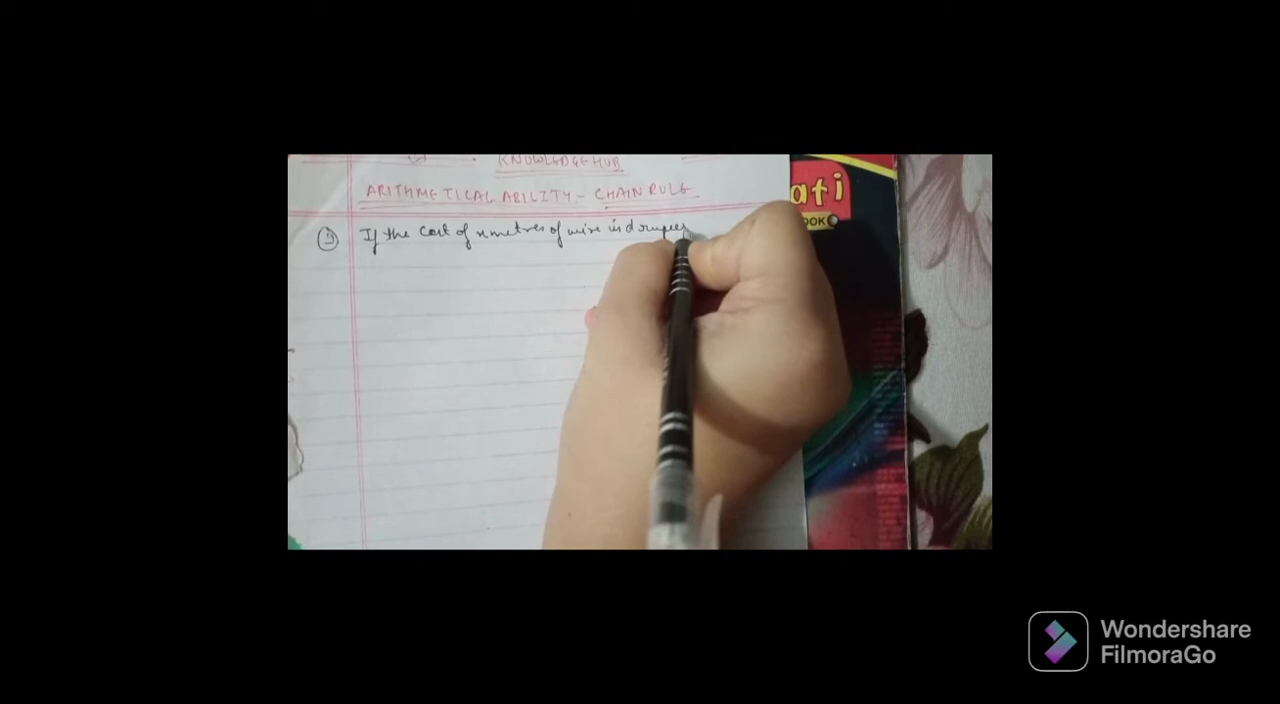 KNOWLEDGE HUB
ARITHMETICAL ABILITY - CHAIN RULE
③ If the cost of x metres of wire is d rupees,
ati
OOK
Wondershare
FilmoraGo